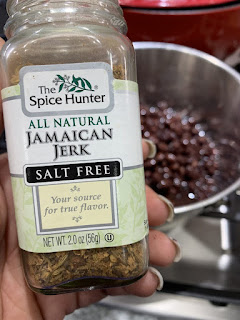 The
Spice Hunter
ALL NATURAL
JAMAICAN
JERK
SALT FREE
Your source
for true flavor.
NET WT. 2.0 oz (56g) U